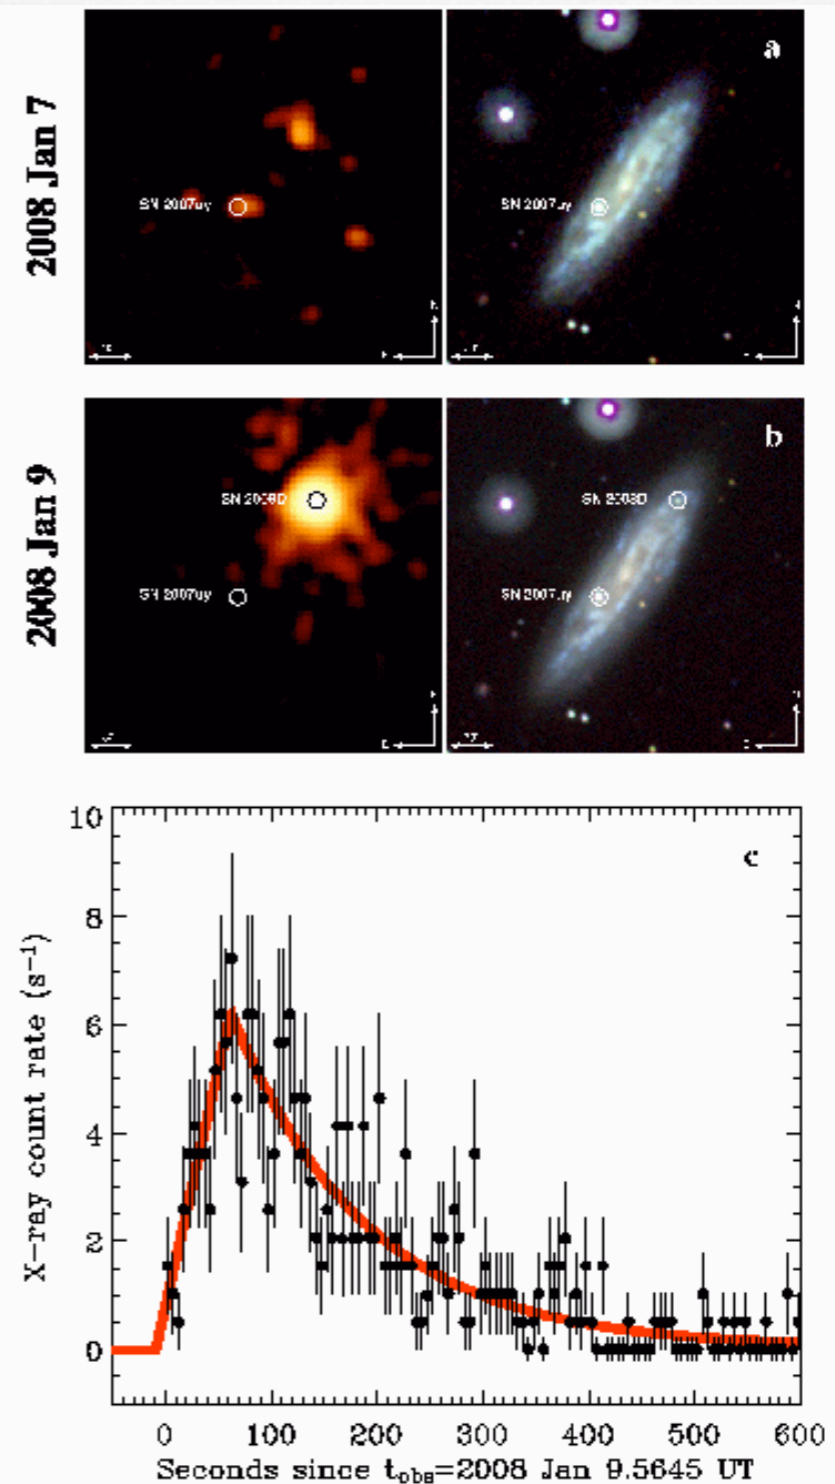 2008 Jan 7
SN 2007uy
SN 2007uy
a
2008 Jan 9
SN 2008D
SN 2007uy
SN 2008D
SN 2007uy
b
c
X-ray count rate (s⁻¹)
10
8
6
4
2
0
0 100 200 300 400 500 600
Seconds since t_obs=2008 Jan 9.5645 UT